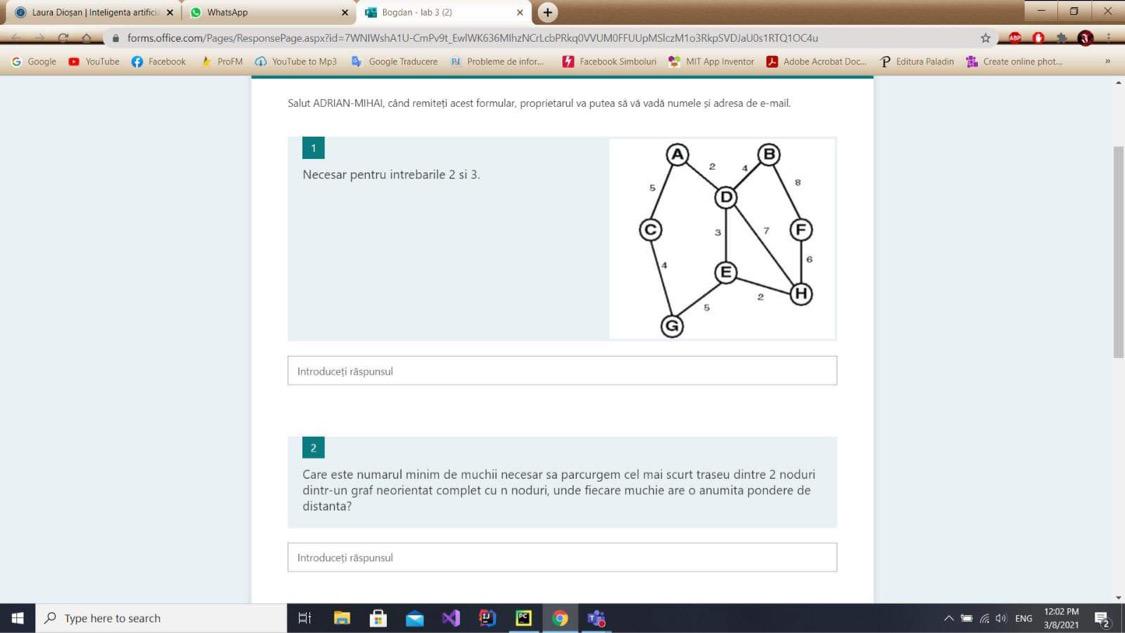 Laura Dioșan | Inteligenta artifici
WhatsApp
Bogdan - lab 3 (2)
forms.office.com/Pages/ResponsePage.aspx?id=7WNIWshA1U-CmPv9t_EwIWK636MIhzNCrLcbPRkq0VVUM0FFUUpMSlczM1o3RkpSVDJaU0s1RTQ1OC4u
ABP
Google
YouTube
Facebook
ProFM
YouTube to Mp3
Google Traducere
Probleme de infor...
Facebook Simboluri
MIT App Inventor
Adobe Acrobat Doc...
Editura Paladin
Create online phot...
»
Salut ADRIAN-MIHAI, când remiteți acest formular, proprietarul va putea să vă vadă numele și adresa de e-mail.
1
Necesar pentru intrebarile 2 si 3.
A
B
2
4
8
5
D
C
3
7
F
4
6
E
H
2
5
G
Introduceți răspunsul
2
Care este numarul minim de muchii necesar sa parcurgem cel mai scurt traseu dintre 2 noduri
dintr-un graf neorientat complet cu n noduri, unde fiecare muchie are o anumita pondere de
distanta?
Introduceți răspunsul
Type here to search
PC
ENG
12:02 PM
3/8/2021
2